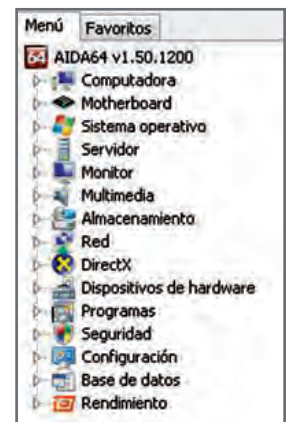 Menú Favoritos
64 AIDA64 v1.50.1200
Computadora
Motherboard
Sistema operativo
Servidor
Monitor
Multimedia
Almacenamiento
Red
DirectX
Dispositivos de hardware
Programas
Seguridad
Configuración
Base de datos
Rendimiento